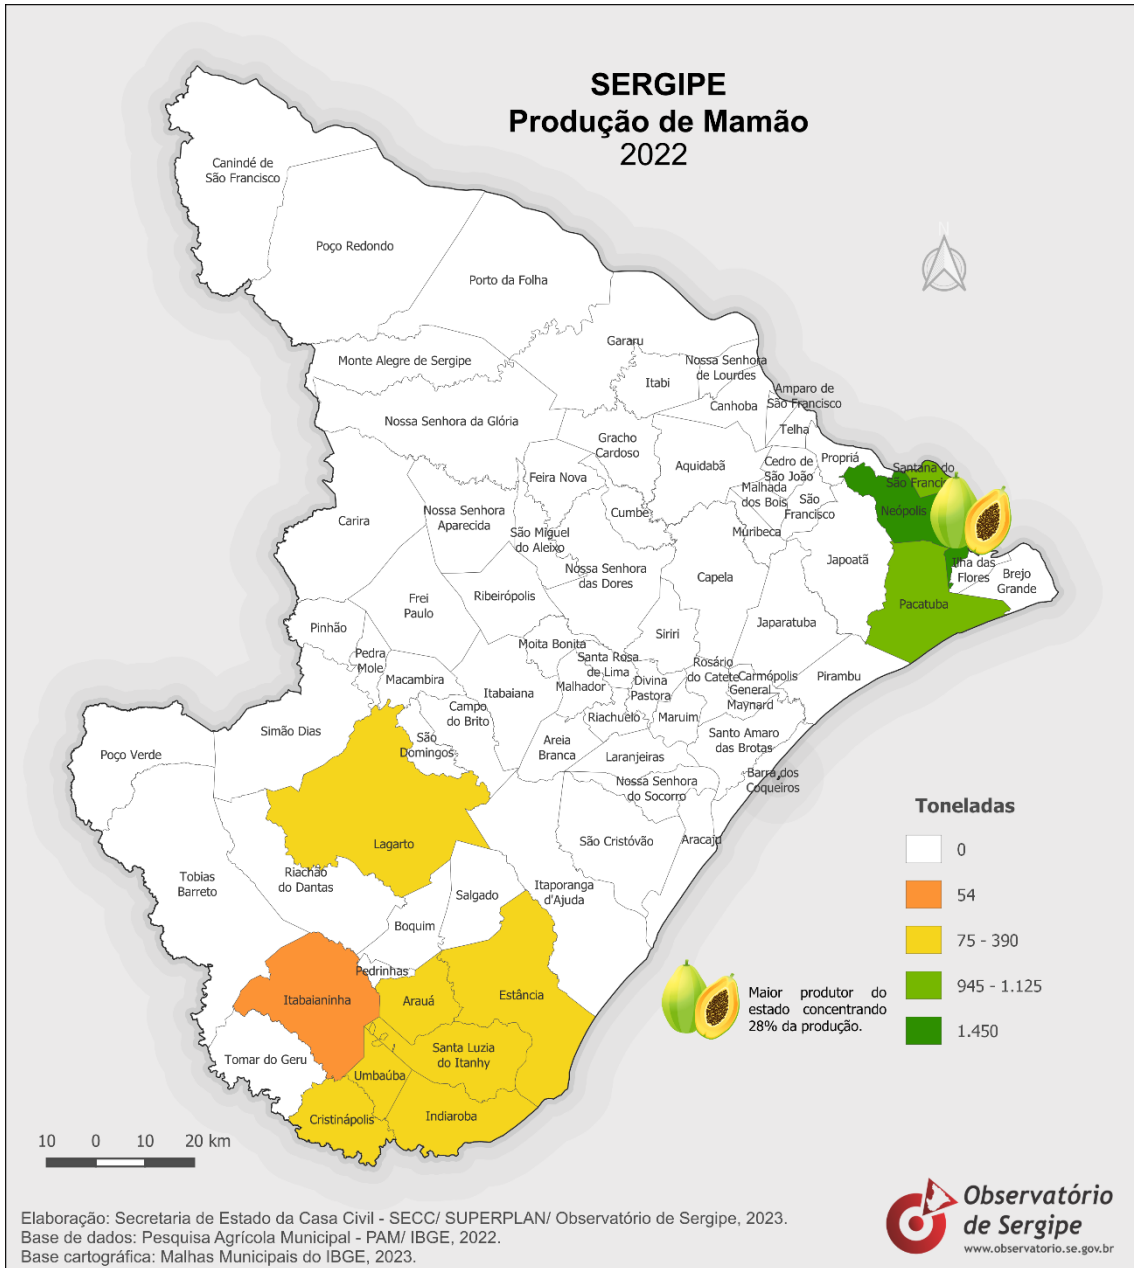 SERGIPE
Produção de Mamão
2022
N
Canindé de
São Francisco
Poço Redondo
Porto da Folha
Gararu
Monte Alegre de Sergipe
Nossa Senhora
de Lourdes
Itabi
Amparo de
São Francisco
Canhoba
Nossa Senhora da Glória
Telha
Gracho
Cardoso
Propriá
Cedro de
São João
Aquidabã
Santana do
São Franci
Feira Nova
Malhada
dos Bois
São
Francisco
Neópolis
Nossa Senhora
Aparecida
Cumbe
Carira
São Miguel
do Aleixo
Muribeca
Japoatã
Ilha das
Flores
Brejo
Grande
Nossa Senhora
das Dores
Capela
Frei
Paulo
Ribeirópolis
Pacatuba
Japaratuba
Pinhão
Siriri
Moita Bonita
Pedra
Mole
Santa Rosa
de Lima
Rosário
do Catete
Carmópolis
Pirambu
Macambira
Itabaiana
Malhador
Divina
Pastora
General
Maynard
Campo
do Brito
Riachuelo
Maruim
Simão Dias
São
Domingos
Areia
Branca
Santo Amaro
das Brotas
Poço Verde
Laranjeiras
Barra dos
Coqueiros
Nossa Senhora
do Socorro
Lagarto
São Cristóvão
Aracaju
Tobias
Barreto
Riachão
do Dantas
Salgado
Itaporanga
d'Ajuda
Boquim
Pedrinhas
Itabaianinha
Arauá
Estância
Santa Luzia
do Itanhy
Tomar do Geru
Umbaúba
Cristinápolis
Indiaroba
Toneladas
0
54
75 - 390
945 - 1.125
1.450
Maior produtor do
estado concentrando
28% da produção.
10 0 10 20 km
Elaboração: Secretaria de Estado da Casa Civil - SECC/ SUPERPLAN/ Observatório de Sergipe, 2023.
Base de dados: Pesquisa Agrícola Municipal - PAM/ IBGE, 2022.
Base cartográfica: Malhas Municipais do IBGE, 2023.
Observatório
de Sergipe
www.observatorio.se.gov.br